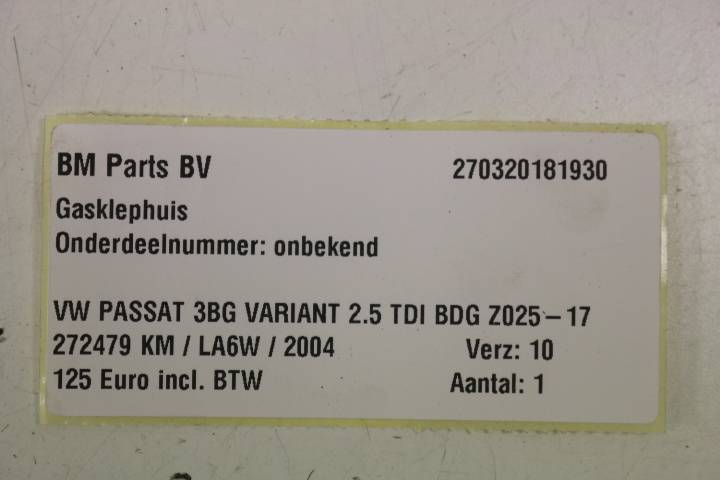 BM Parts BV 270320181930
Gasklephuis
Onderdeelnummer: onbekend
VW PASSAT 3BG VARIANT 2.5 TDI BDG Z025-17
272479 KM / LA6W / 2004 Verz: 10
125 Euro incl. BTW Aantal: 1